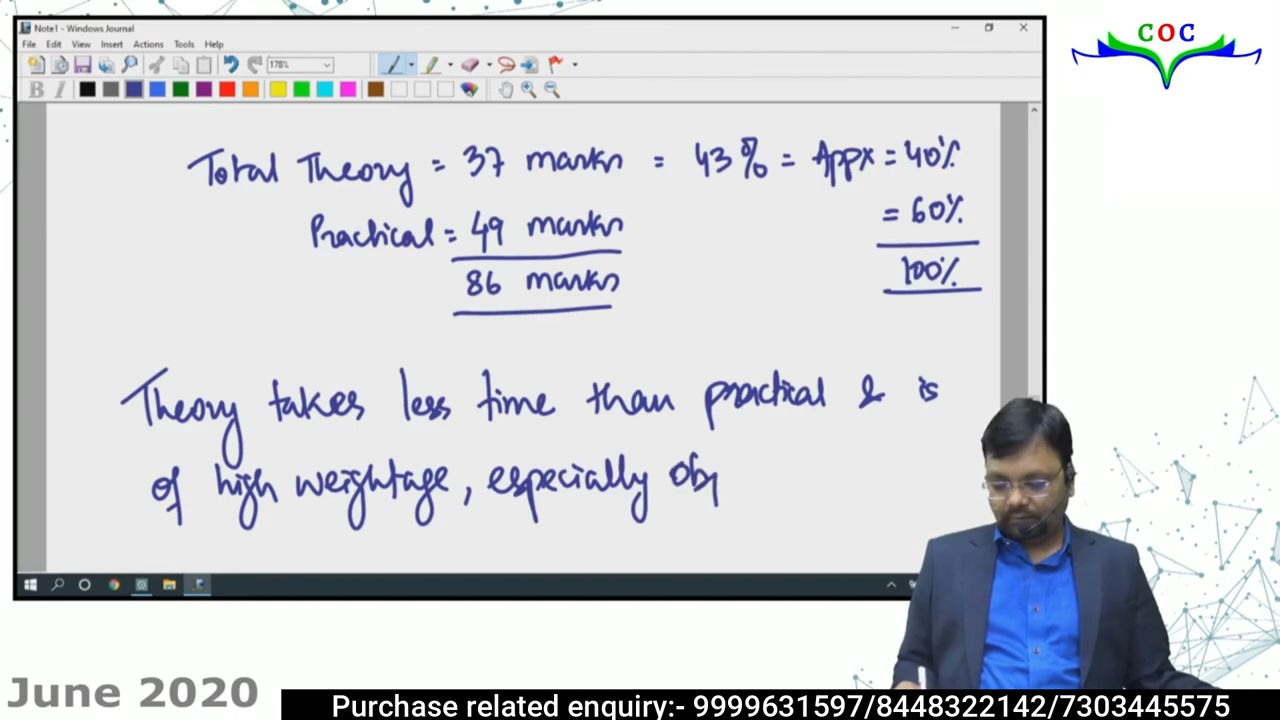 Note1 - Windows Journal
File Edit View Insert Actions Tools Help
178%
B I
COC
Total Theory = 37 marks = 43% = Appx = 40%
Practical = 49 marks = 60%
86 marks 100%
Theory takes less time than practical & is
of high weightage, especially obj
June 2020
Purchase related enquiry:- 9999631597/8448322142/7303445575